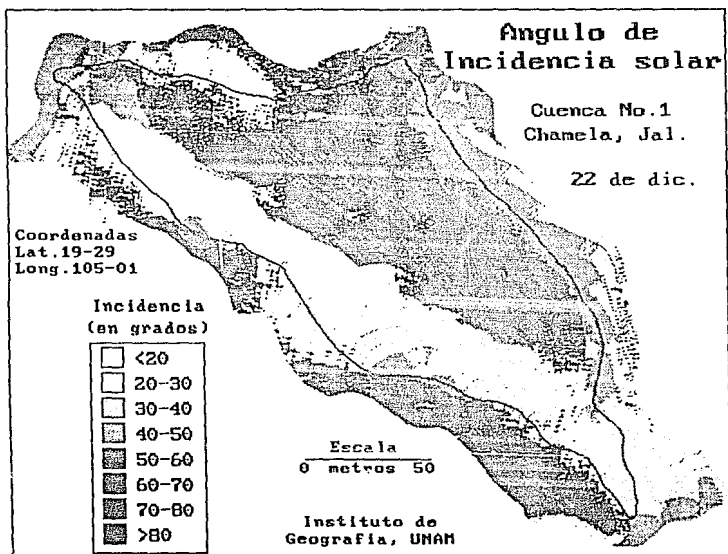 Angulo de
Incidencia solar
Cuenca No.1
Chamela, Jal.
22 de dic.
Coordenadas
Lat.19-29
Long.105-01
Incidencia
(en grados)
<20
20-30
30-40
40-50
50-60
60-70
70-80
>80
Escala
0 metros 50
Instituto de
Geografia, UNAM